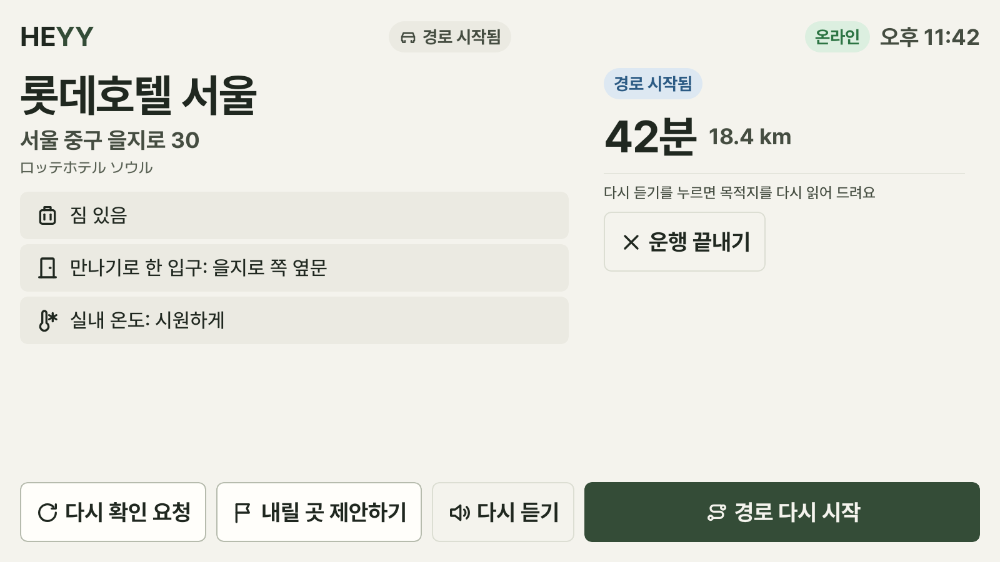 HEYY
경로 시작됨
온라인 오후 11:42
롯데호텔 서울
서울 중구 을지로 30
ロッテホテル ソウル
짐 있음
만나기로 한 입구: 을지로 쪽 옆문
실내 온도: 시원하게
경로 시작됨
42분 18.4 km
다시 듣기를 누르면 목적지를 다시 읽어 드려요
운행 끝내기
다시 확인 요청
내릴 곳 제안하기
다시 듣기
경로 다시 시작